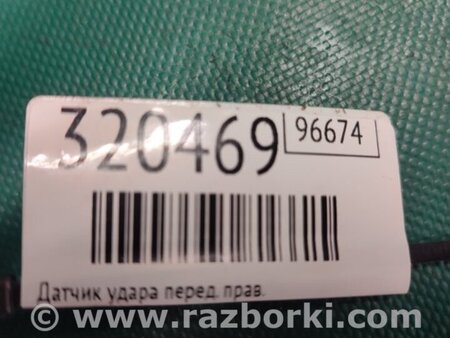 320469 96674
Датчик удара перед. прав.
© www.razborki.com